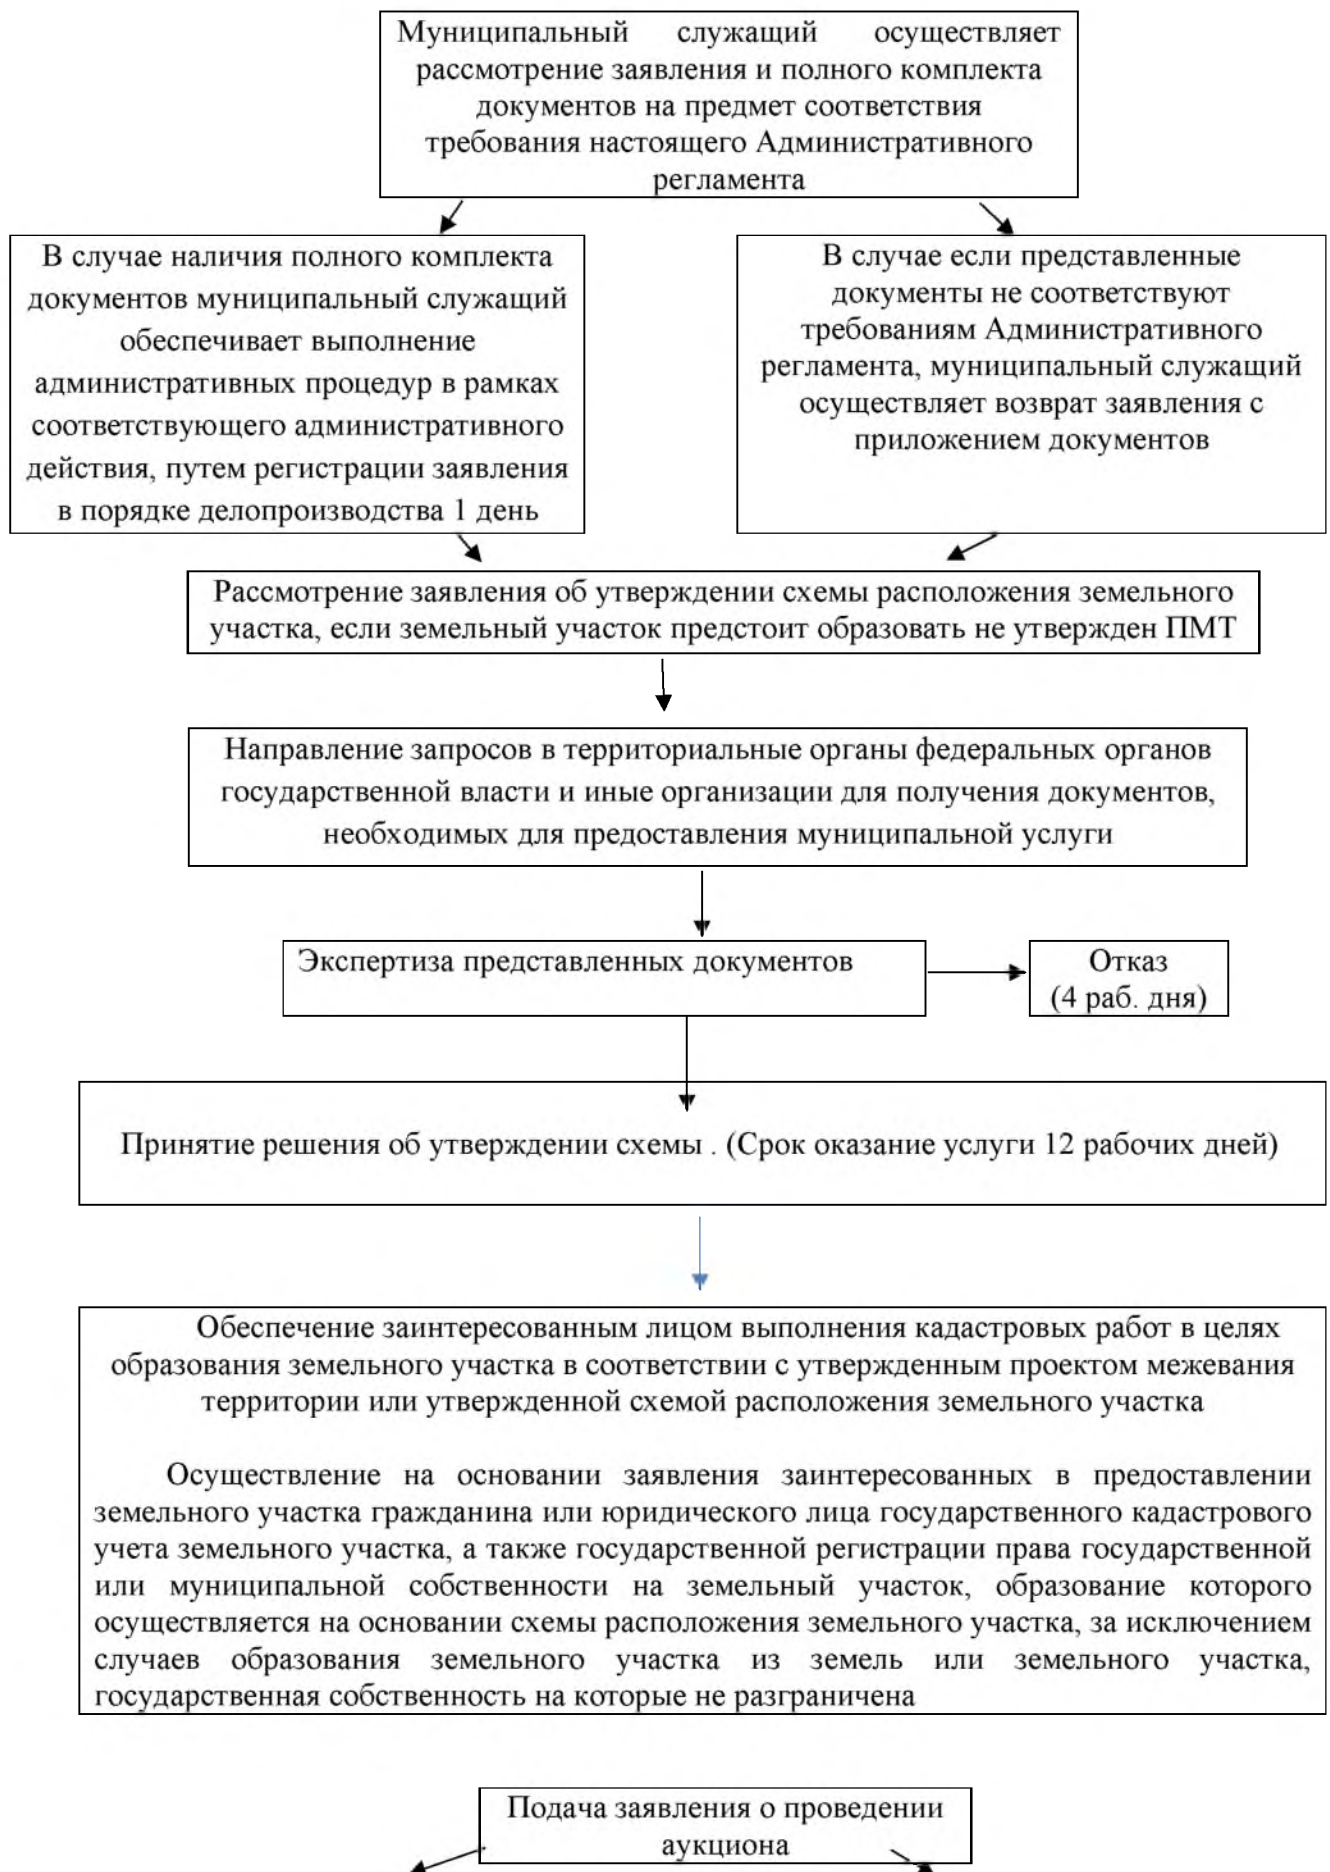 Муниципальный служащий осуществляет
рассмотрение заявления и полного комплекта
документов на предмет соответствия
требования настоящего Административного
регламента
В случае наличия полного комплекта
документов муниципальный служащий
обеспечивает выполнение
административных процедур в рамках
соответствующего административного
действия, путем регистрации заявления
в порядке делопроизводства 1 день
В случае если представленные
документы не соответствуют
требованиям Административного
регламента, муниципальный служащий
осуществляет возврат заявления с
приложением документов
Рассмотрение заявления об утверждении схемы расположения земельного
участка, если земельный участок предстоит образовать не утвержден ПМТ
Направление запросов в территориальные органы федеральных органов
государственной власти и иные организации для получения документов,
необходимых для предоставления муниципальной услуги
Экспертиза представленных документов
Отказ
(4 раб. дня)
Принятие решения об утверждении схемы . (Срок оказание услуги 12 рабочих дней)
Обеспечение заинтересованным лицом выполнения кадастровых работ в целях
образования земельного участка в соответствии с утвержденным проектом межевания
территории или утвержденной схемой расположения земельного участка
Осуществление на основании заявления заинтересованных в предоставлении
земельного участка гражданина или юридического лица государственного кадастрового
учета земельного участка, а также государственной регистрации права государственной
или муниципальной собственности на земельный участок, образование которого
осуществляется на основании схемы расположения земельного участка, за исключением
случаев образования земельного участка из земель или земельного участка,
государственная собственность на которые не разграничена
Подача заявления о проведении
аукциона